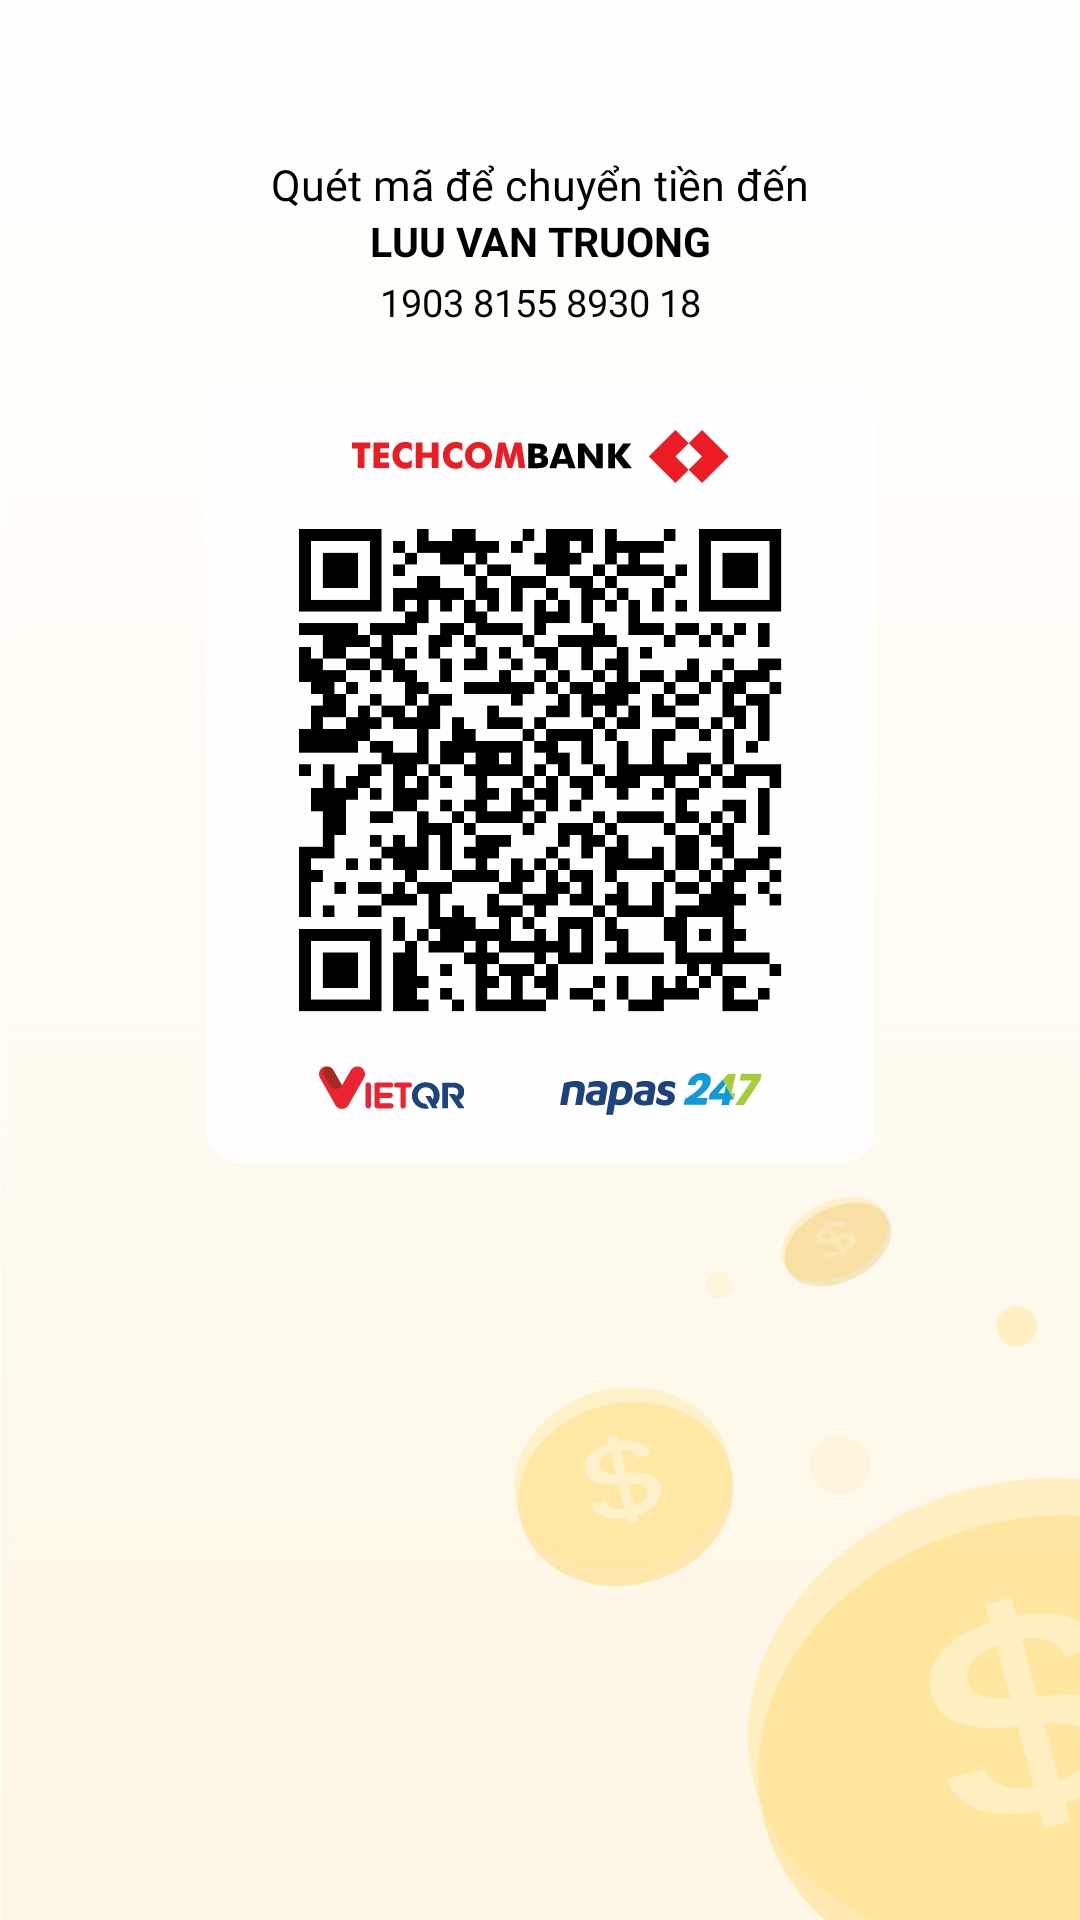 Quét mã để chuyển tiền đến
LUU VAN TRUONG
1903 8155 8930 18
TECHCOMBANK
VIETQR
napas 247
$
$
$